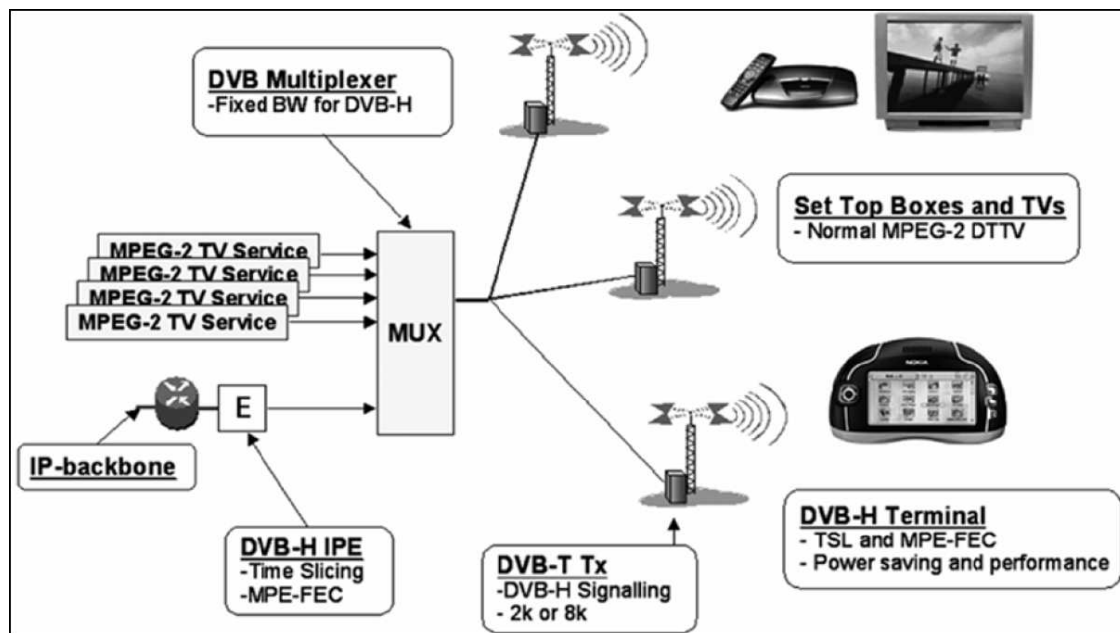 DVB Multiplexer
-Fixed BW for DVB-H
MPEG-2 TV Service
MPEG-2 TV Service
MPEG-2 TV Service
MPEG-2 TV Service
MUX
E
IP-backbone
DVB-H IPE
-Time Slicing
-MPE-FEC
DVB-T Tx
-DVB-H Signalling
- 2k or 8k
Set Top Boxes and TVs
- Normal MPEG-2 DTTV
NOKIA
DVB-H Terminal
- TSL and MPE-FEC
- Power saving and performance